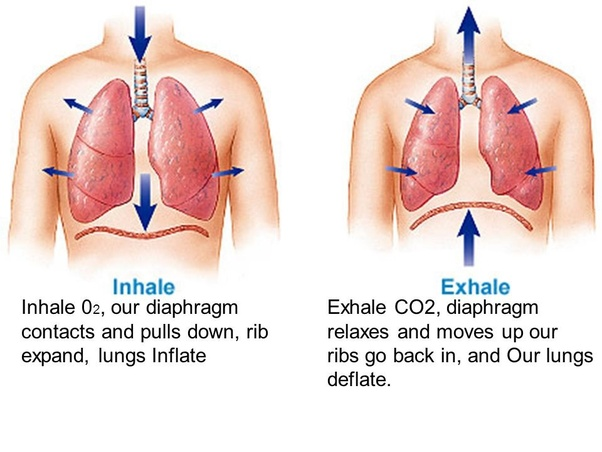 Inhale
Inhale 02, our diaphragm
contacts and pulls down, rib
expand, lungs Inflate
Exhale
Exhale CO2, diaphragm
relaxes and moves up our
ribs go back in, and Our lungs
deflate.